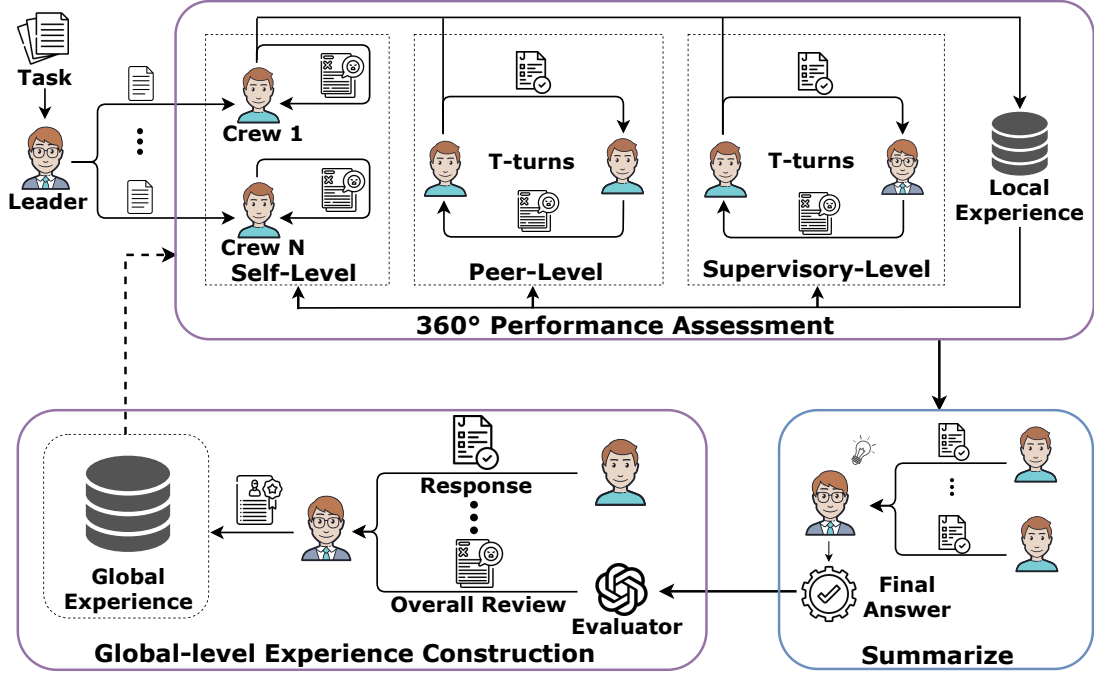 Task
Leader
Crew 1
Crew N
Self-Level
T-turns
Peer-Level
T-turns
Supervisory-Level
Local
Experience
360° Performance Assessment
Response
Overall Review
Evaluator
Global
Experience
Global-level Experience Construction
Final
Answer
Summarize